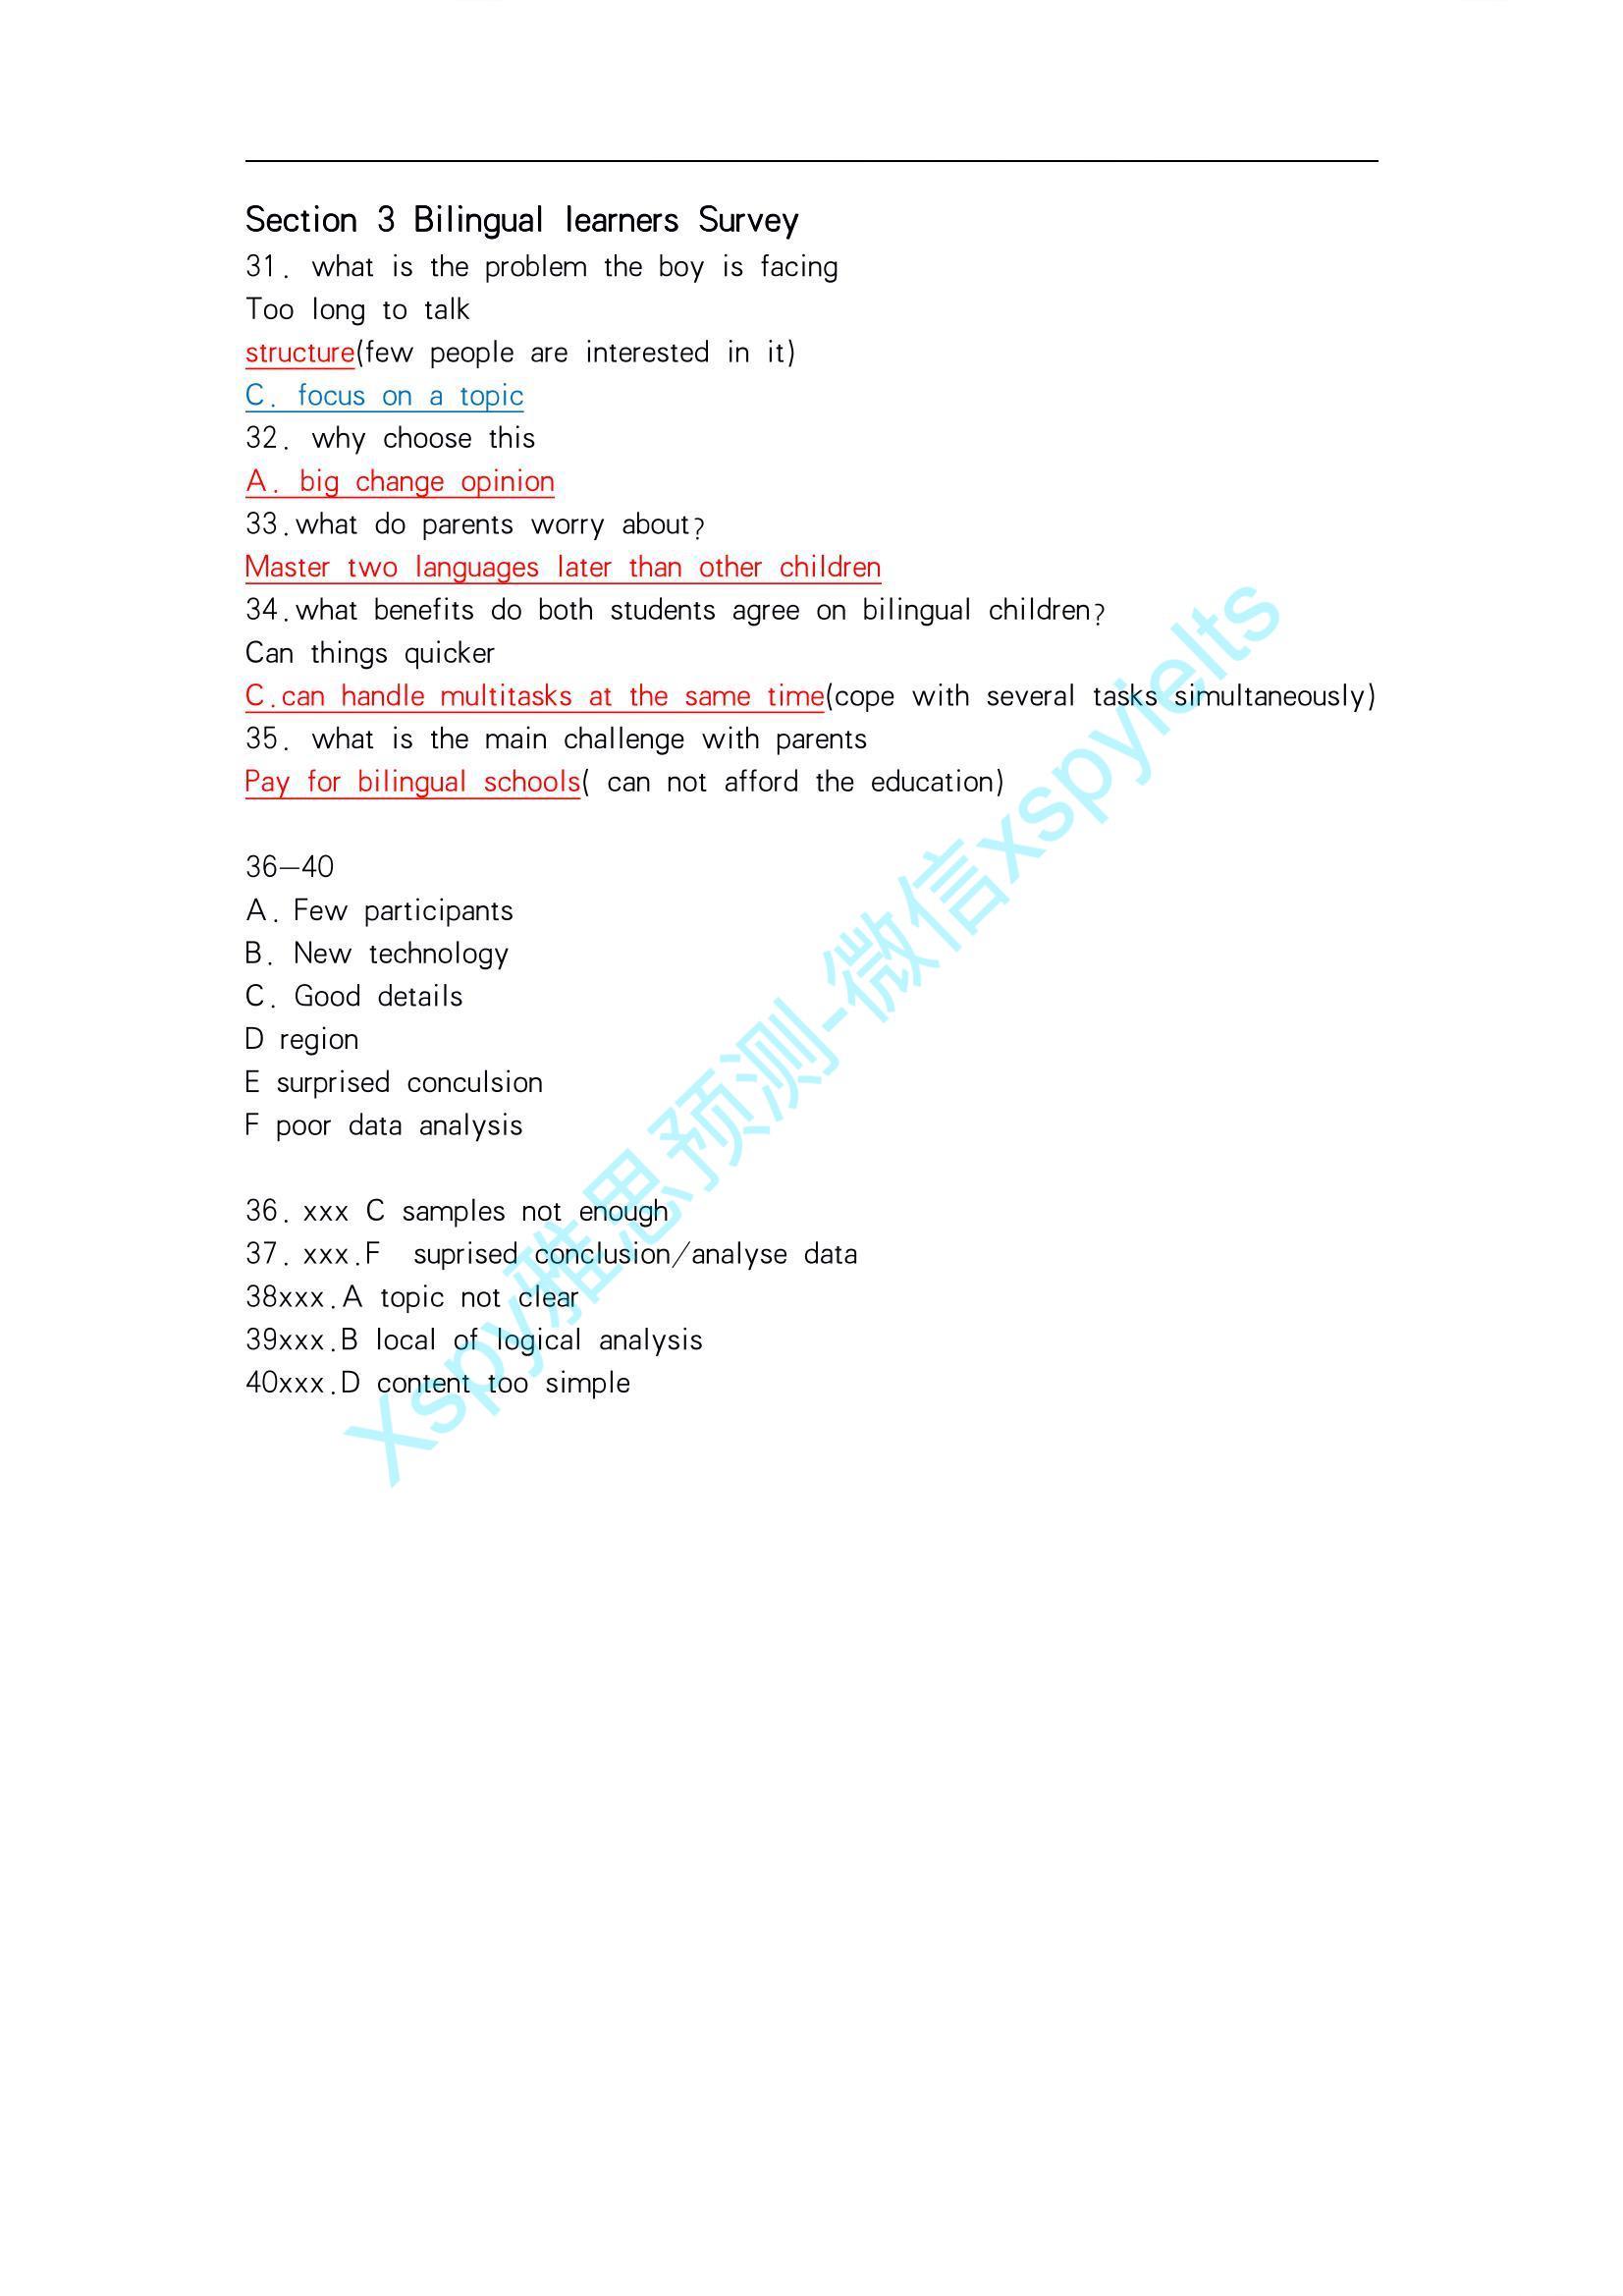 Section 3 Bilingual learners Survey
31. what is the problem the boy is facing
Too long to talk
structure(few people are interested in it)
C. focus on a topic
32. why choose this
A. big change opinion
33.what do parents worry about?
Master two languages later than other children
34.what benefits do both students agree on bilingual children?
Can things quicker
C.can handle multitasks at the same time(cope with several tasks simultaneously)
35. what is the main challenge with parents
Pay for bilingual schools( can not afford the education)
36—40
A. Few participants
B. New technology
C. Good details
D region
E surprised conculsion
F poor data analysis
36. xxx C samples not enough
37. xxx.F suprised conclusion/analyse data
38xxx.A topic not clear
39xxx.B local of logical analysis
40xxx.D content too simple
Xspy雅思预测-微信xspyielts